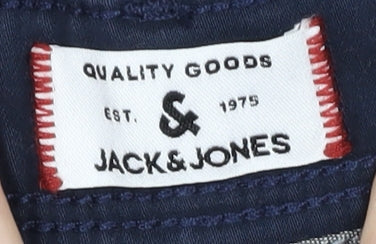 QUALITY GOODS
EST. & 1975
JACK&JONES